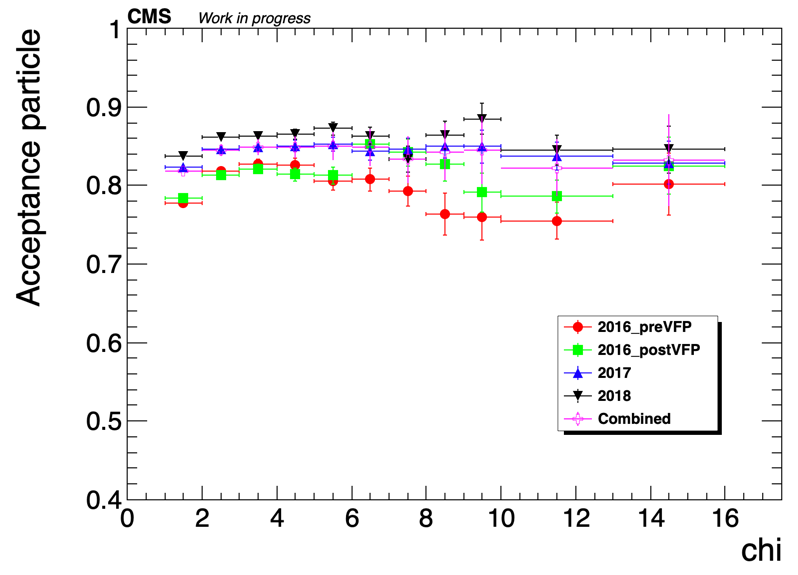 CMS Work in progress
Acceptance particle
1
0.9
0.8
0.7
0.6
0.5
0.4
2016_preVFP
2016_postVFP
2017
2018
Combined
0 2 4 6 8 10 12 14 16
chi